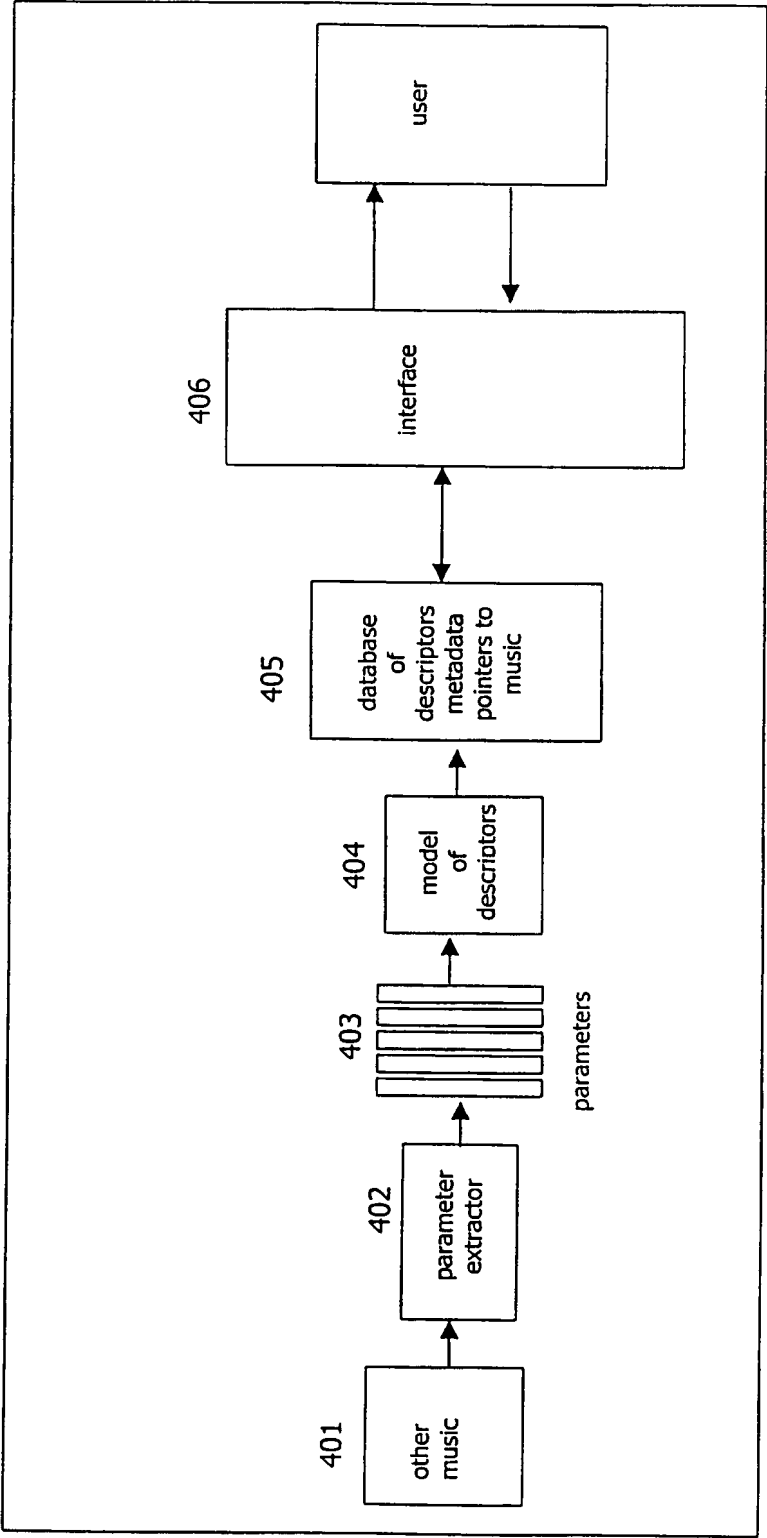 401
other
music
402
parameter
extractor
403
parameters
404
model
of
descriptors
405
database
of
descriptors
metadata
pointers to
music
406
interface
user